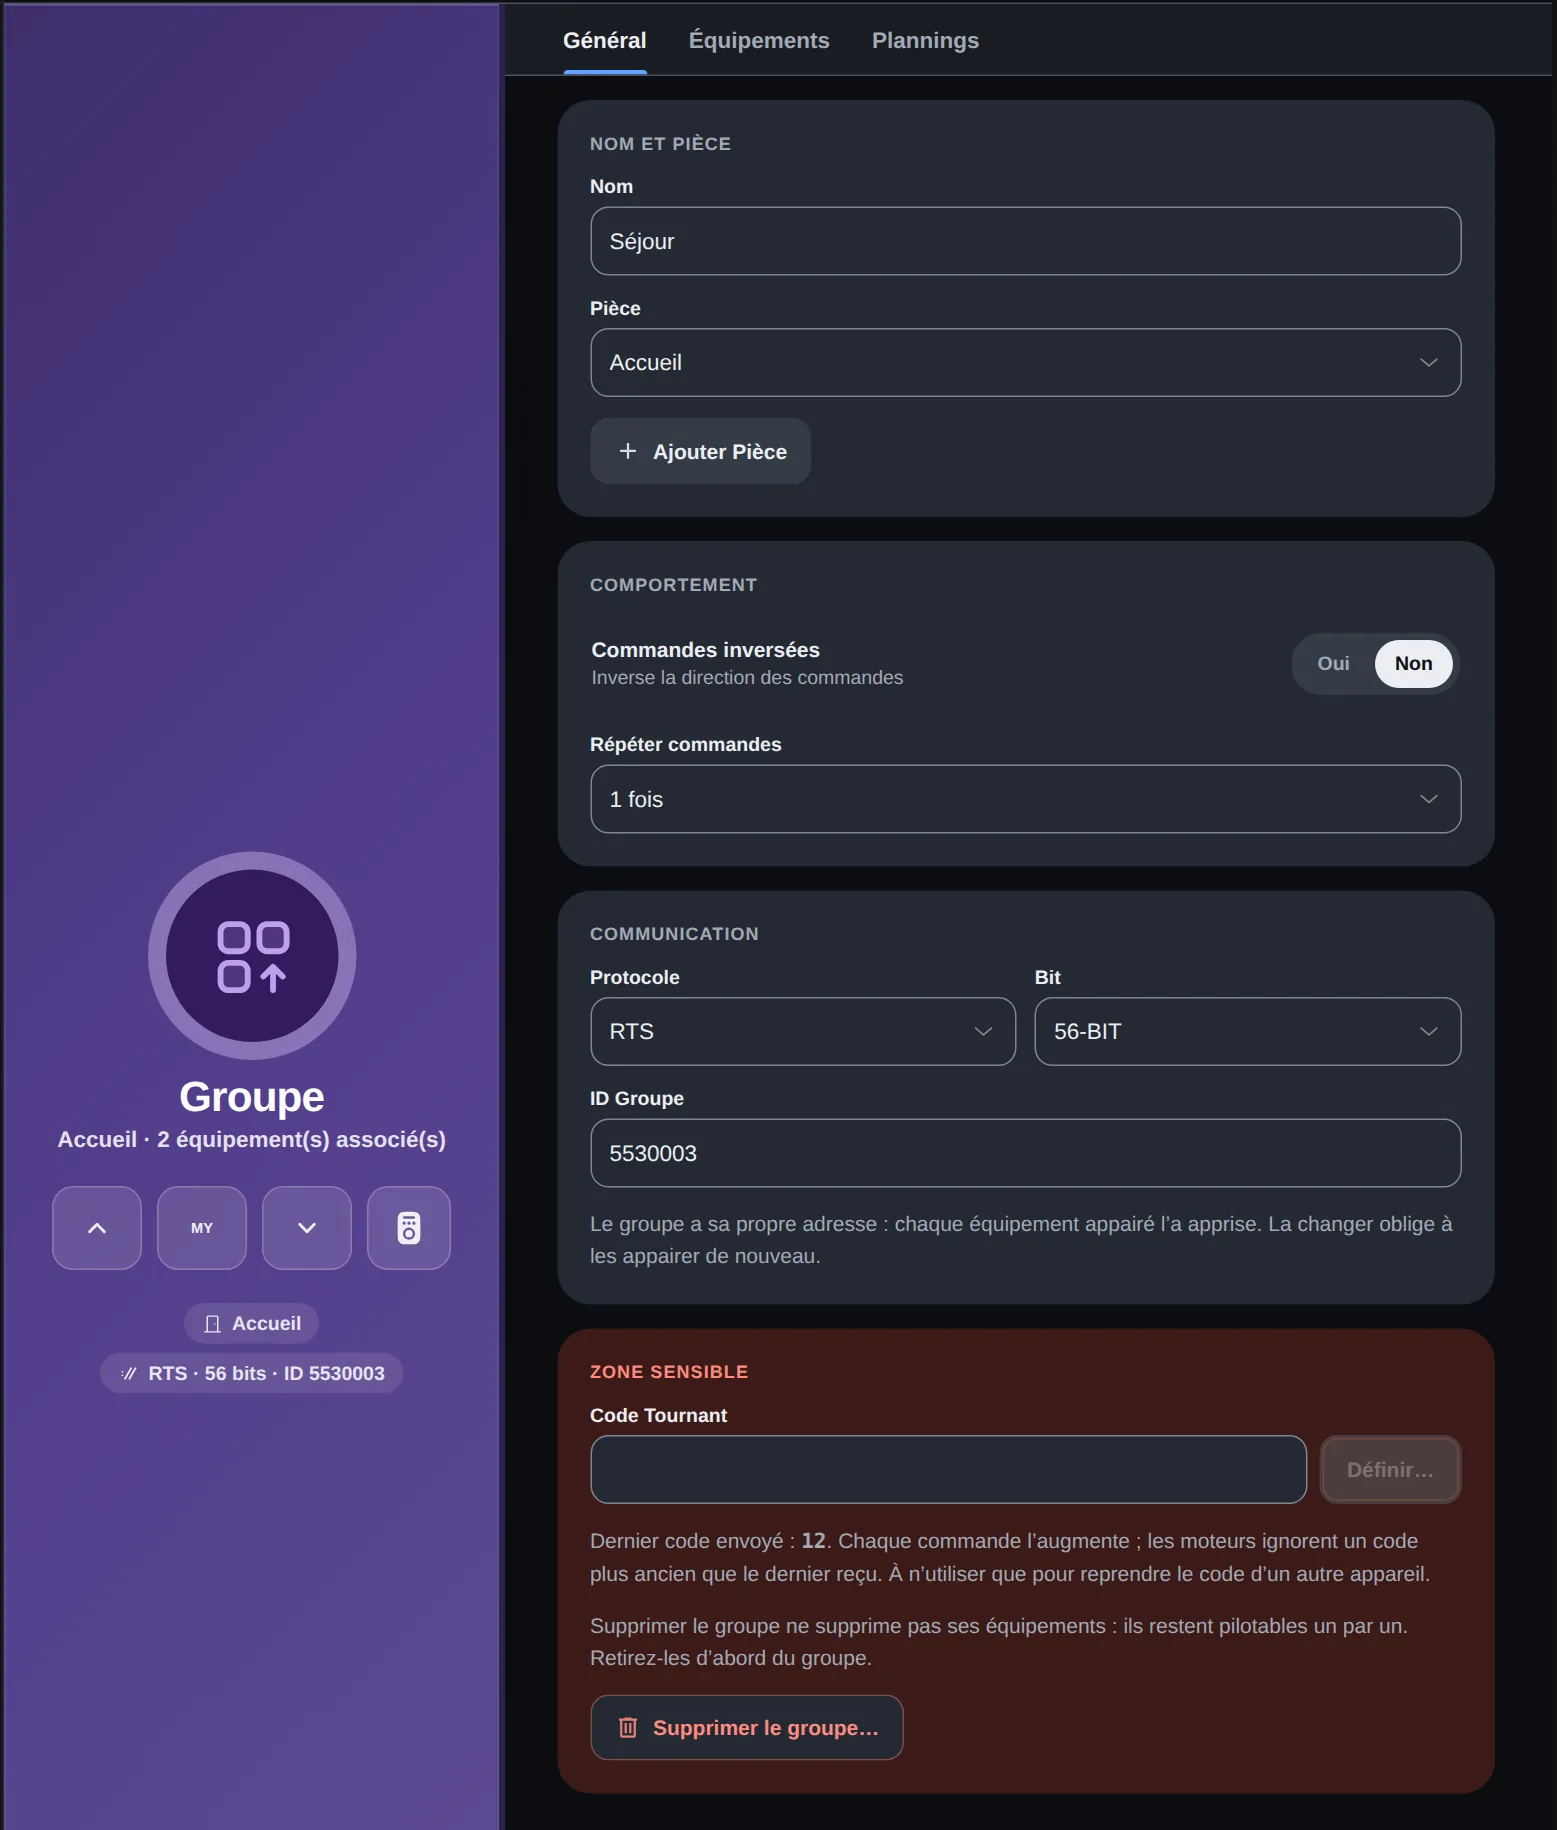 Général
Équipements
Plannings
NOM ET PIÈCE
Nom
Séjour
Pièce
Accueil
Ajouter Pièce
COMPORTEMENT
Commandes inversées
Inverse la direction des commandes
Oui
Non
Répéter commandes
1 fois
COMMUNICATION
Protocole
Bit
RTS
56-BIT
ID Groupe
5530003
Le groupe a sa propre adresse : chaque équipement appairé l’a apprise. La changer oblige à
les appairer de nouveau.
ZONE SENSIBLE
Code Tournant
Définir…
Dernier code envoyé : 12. Chaque commande l’augmente ; les moteurs ignorent un code
plus ancien que le dernier reçu. À n’utiliser que pour reprendre le code d’un autre appareil.
Supprimer le groupe ne supprime pas ses équipements : ils restent pilotables un par un.
Retirez-les d’abord du groupe.
Supprimer le groupe…
Groupe
Accueil · 2 équipement(s) associé(s)
MY
Accueil
RTS · 56 bits · ID 5530003